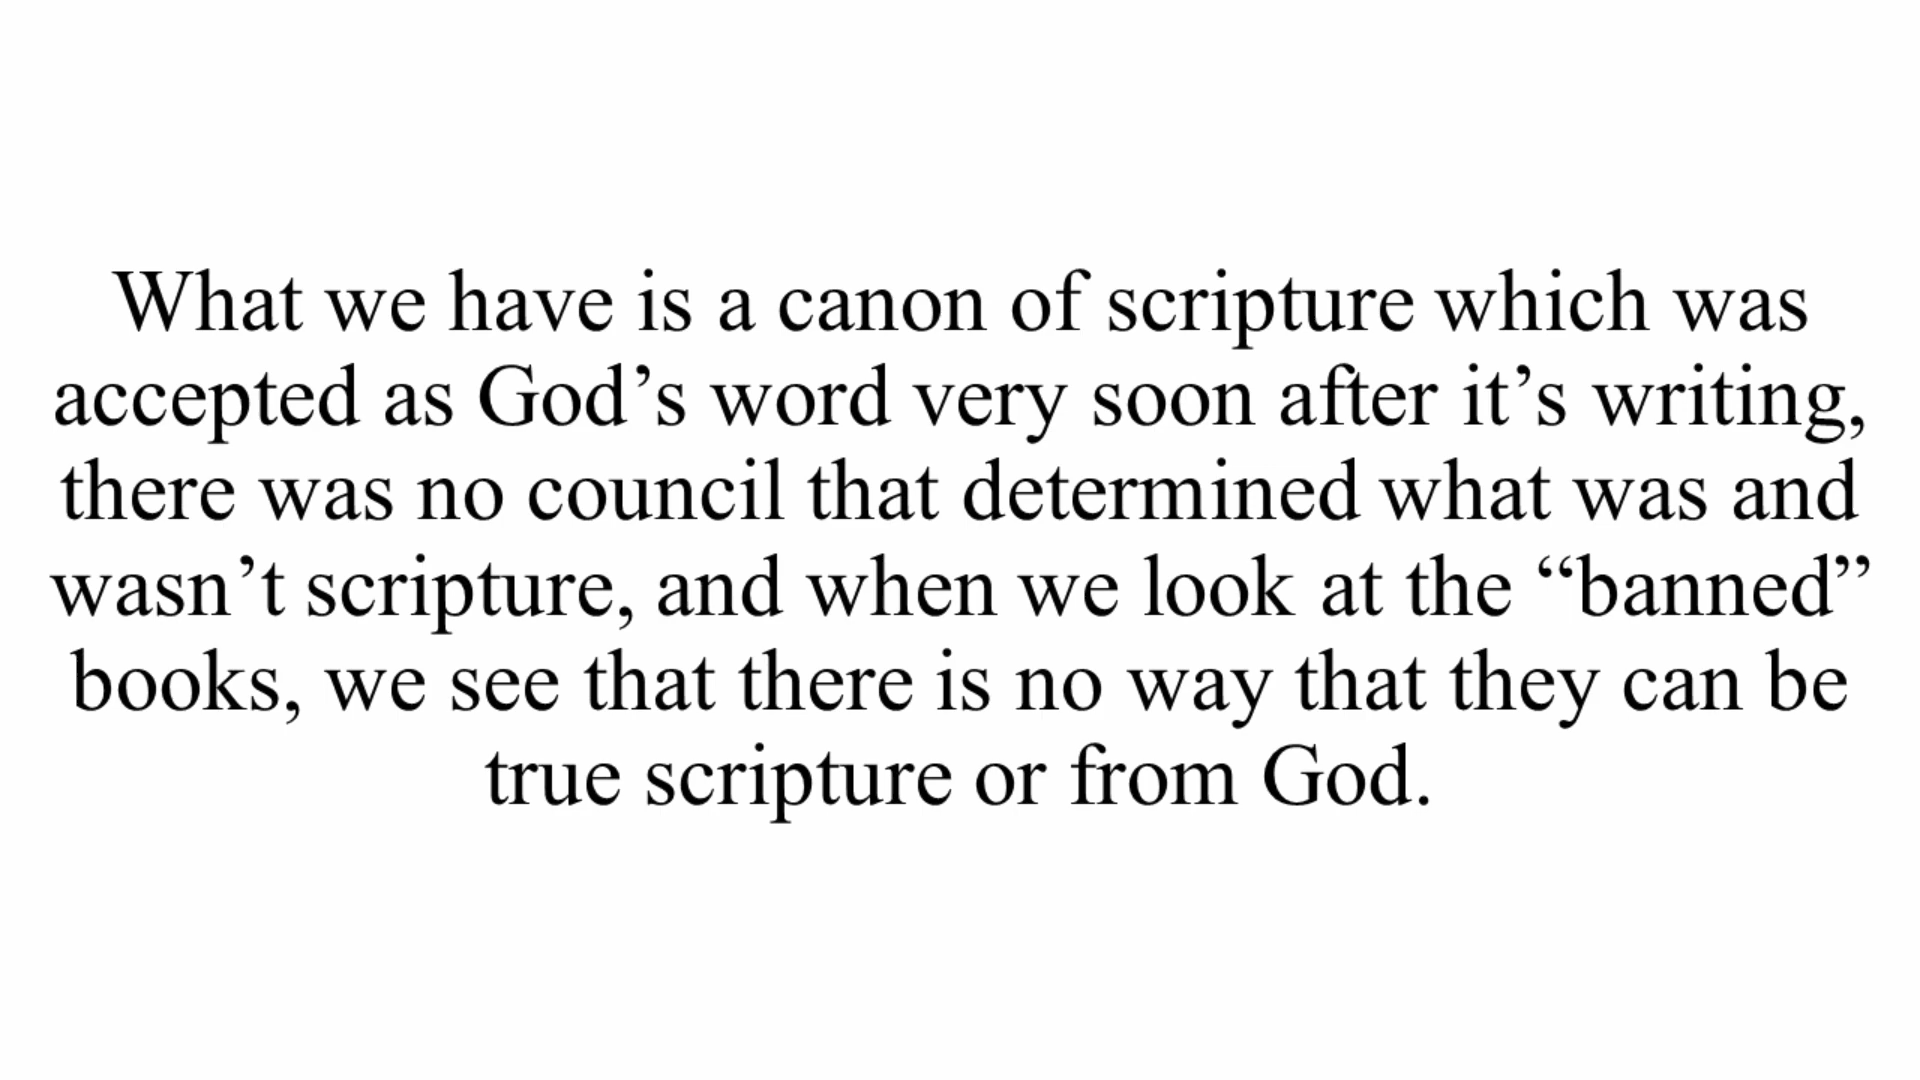 What we have is a canon of scripture which was
accepted as God’s word very soon after it’s writing,
there was no council that determined what was and
wasn’t scripture, and when we look at the “banned”
books, we see that there is no way that they can be
true scripture or from God.